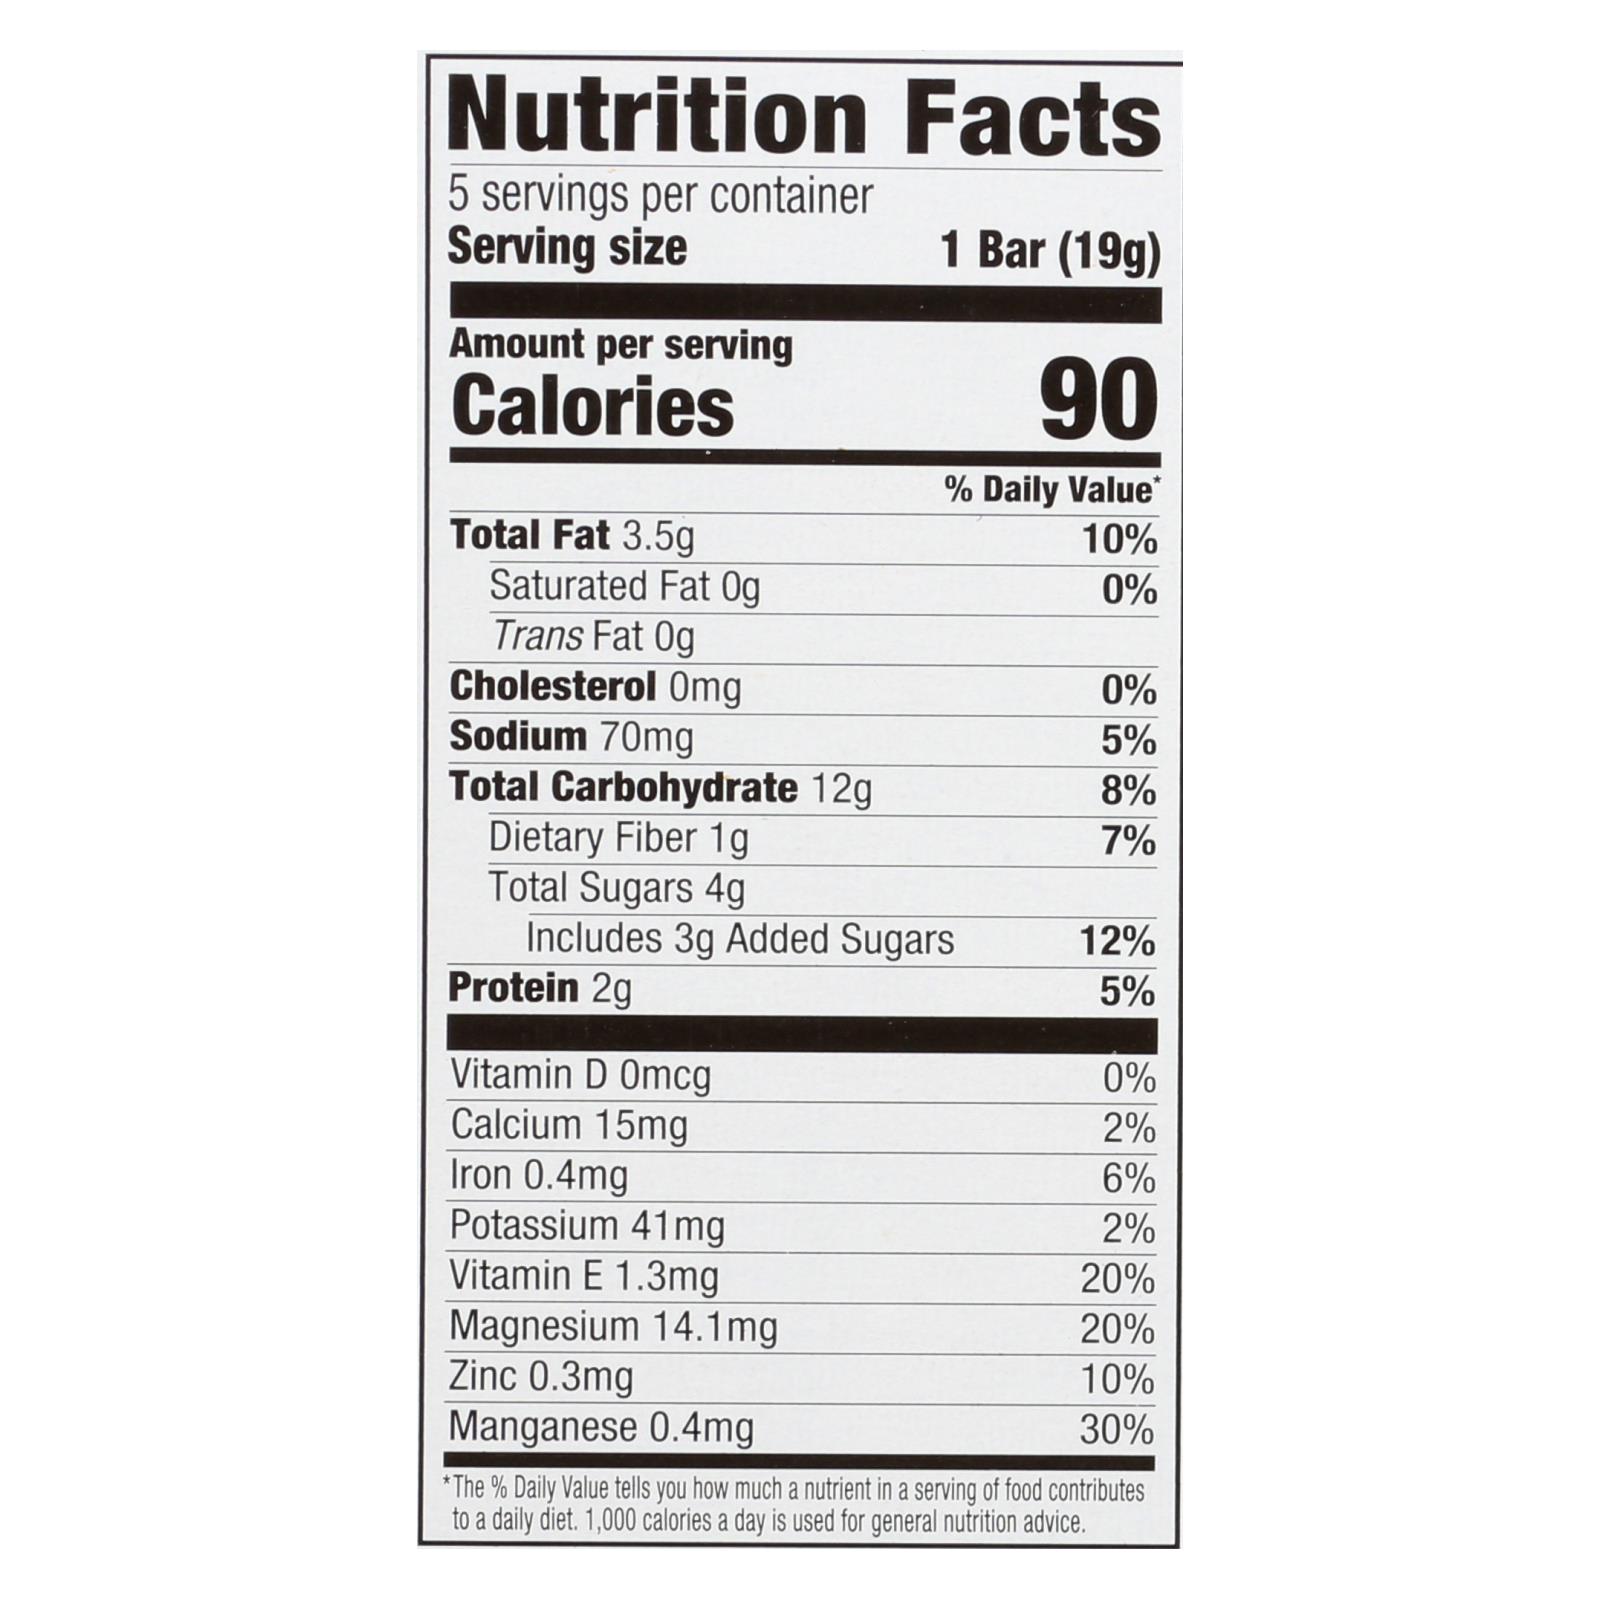 Nutrition Facts
5 servings per container
Serving size 1 Bar (19g)
Amount per serving
Calories 90
% Daily Value*
Total Fat 3.5g 10%
Saturated Fat 0g 0%
Trans Fat 0g
Cholesterol 0mg 0%
Sodium 70mg 5%
Total Carbohydrate 12g 8%
Dietary Fiber 1g 7%
Total Sugars 4g
Includes 3g Added Sugars 12%
Protein 2g 5%
Vitamin D 0mcg 0%
Calcium 15mg 2%
Iron 0.4mg 6%
Potassium 41mg 2%
Vitamin E 1.3mg 20%
Magnesium 14.1mg 20%
Zinc 0.3mg 10%
Manganese 0.4mg 30%
*The % Daily Value tells you how much a nutrient in a serving of food contributes
to a daily diet. 1,000 calories a day is used for general nutrition advice.